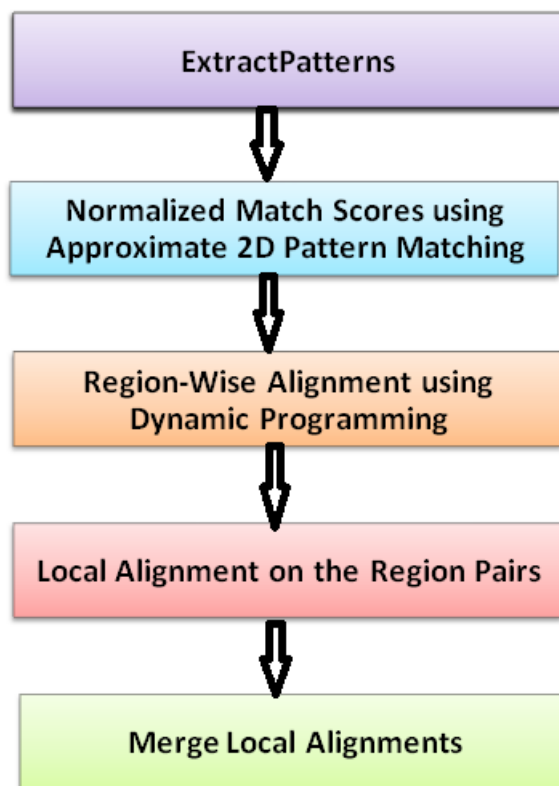 ExtractPatterns
Normalized Match Scores using
Approximate 2D Pattern Matching
Region-Wise Alignment using
Dynamic Programming
Local Alignment on the Region Pairs
Merge Local Alignments